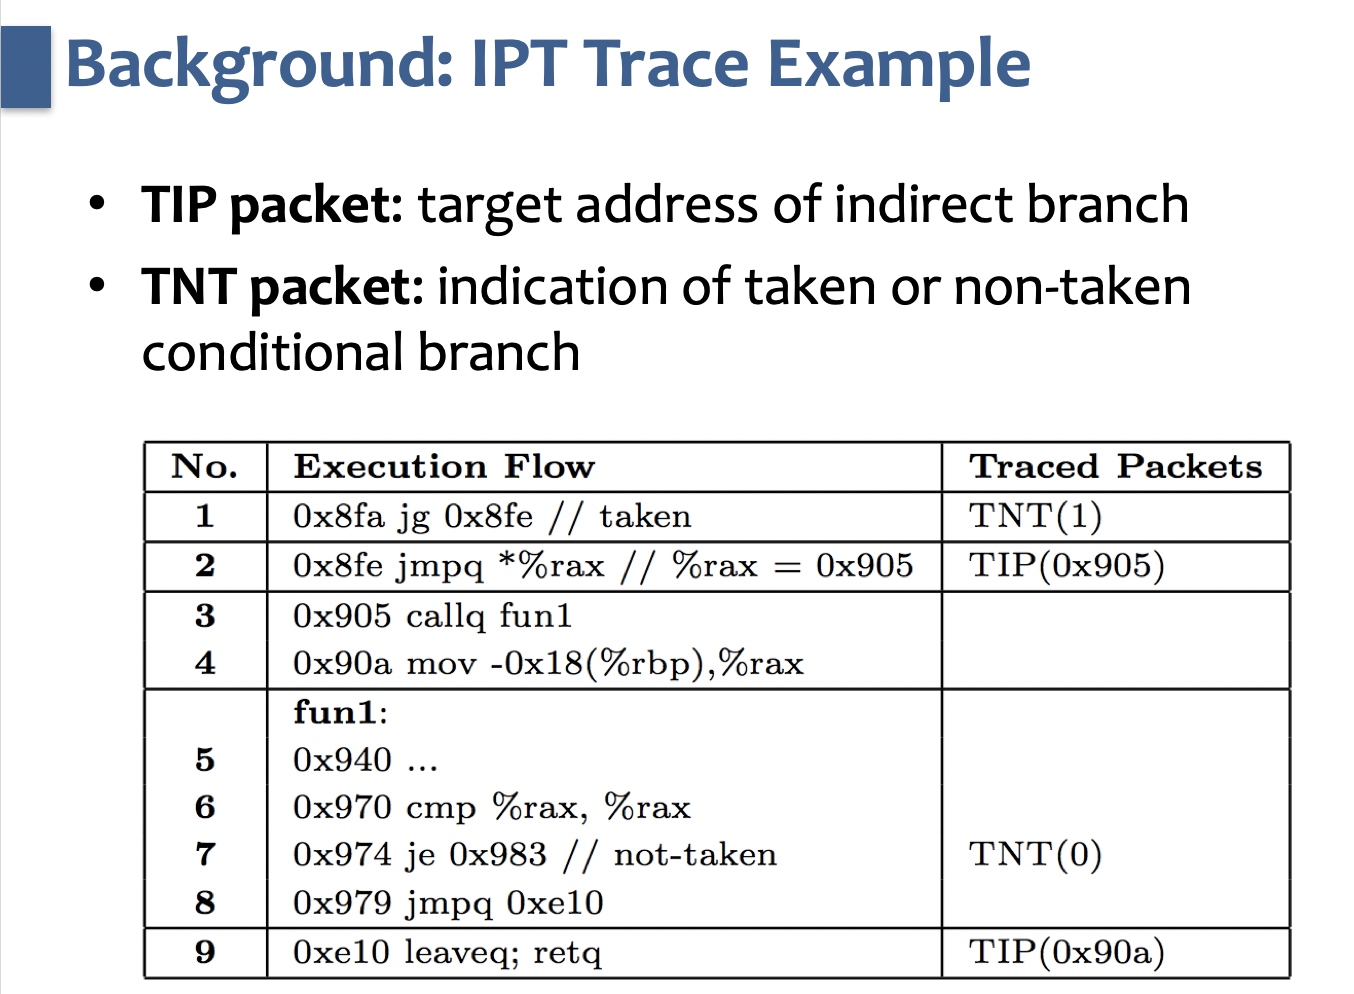 Background: IPT Trace Example
• TIP packet: target address of indirect branch
• TNT packet: indication of taken or non-taken
conditional branch
No. Execution Flow Traced Packets
1 0x8fa jg 0x8fe // taken TNT(1)
2 0x8fe jmpq *%rax // %rax = 0x905 TIP(0x905)
3 0x905 callq fun1
4 0x90a mov -0x18(%rbp),%rax
fun1:
5 0x940 ...
6 0x970 cmp %rax, %rax
7 0x974 je 0x983 // not-taken TNT(0)
8 0x979 jmpq 0xe10
9 0xe10 leaveq; retq TIP(0x90a)